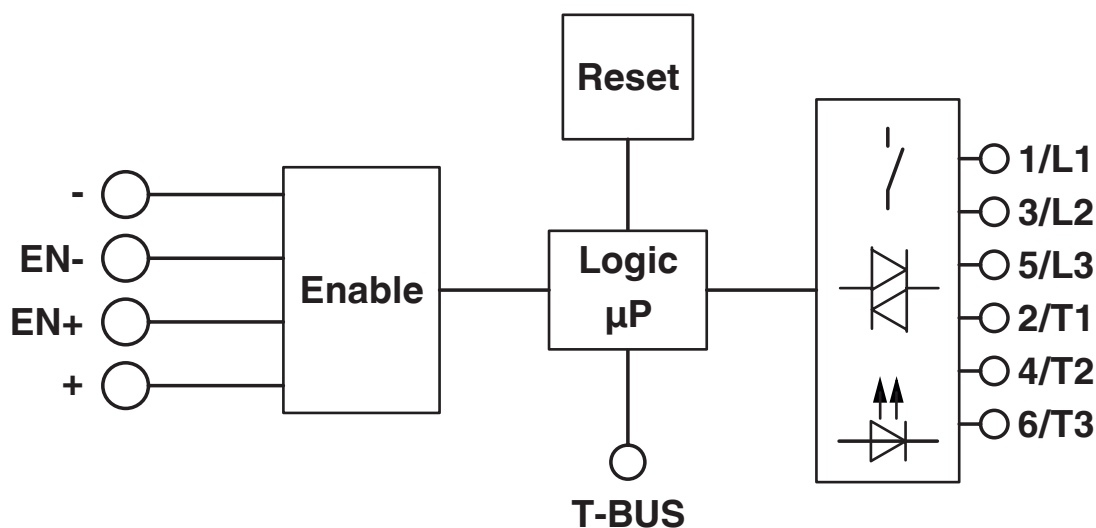 Reset
-
EN-
EN+
+
Enable
Logic
µP
T-BUS
1/L1
3/L2
5/L3
2/T1
4/T2
6/T3